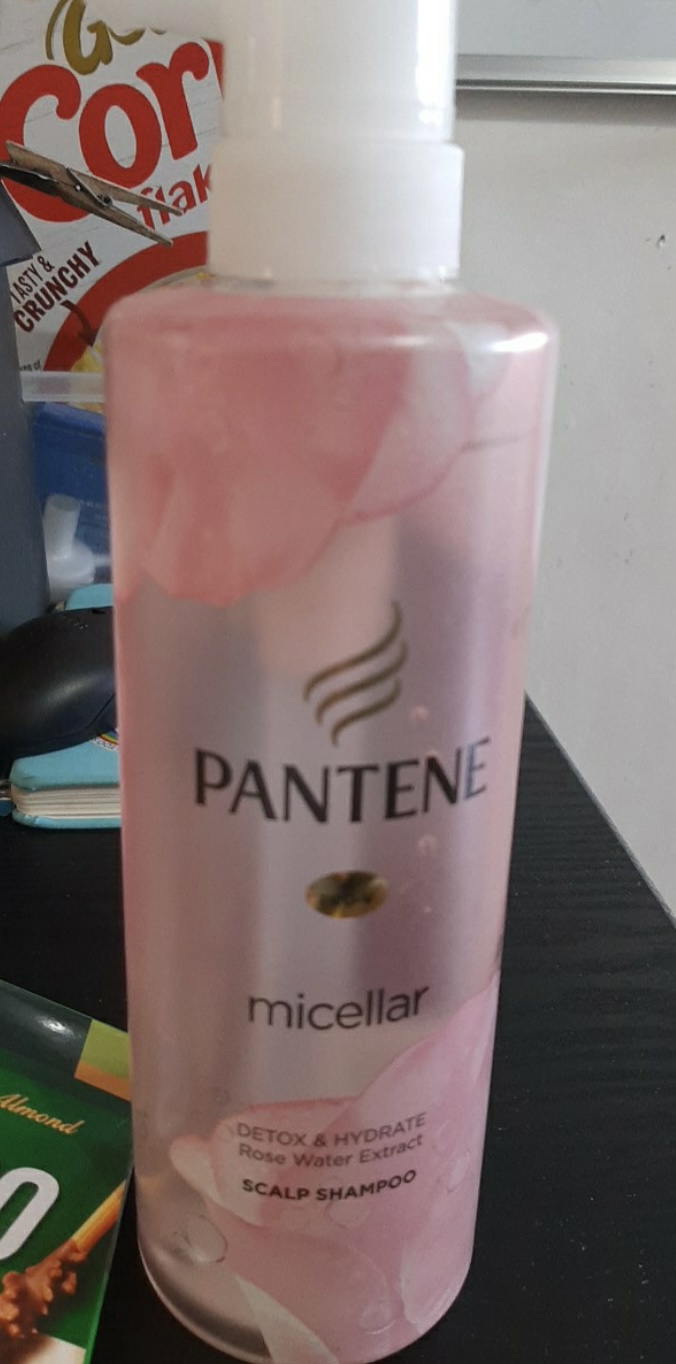 Cor
flak
TASTY &
CRUNCHY
PANTENE
micellar
DETOX & HYDRATE
Rose Water Extract
SCALP SHAMPOO
Almond